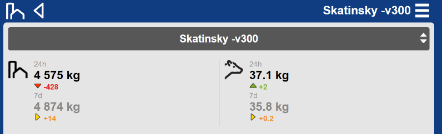 Skatinsky -v300
Skatinsky -v300
24h
4 575 kg
-428
7d
4 874 kg
+14
24h
37.1 kg
+2
7d
35.8 kg
+0.2